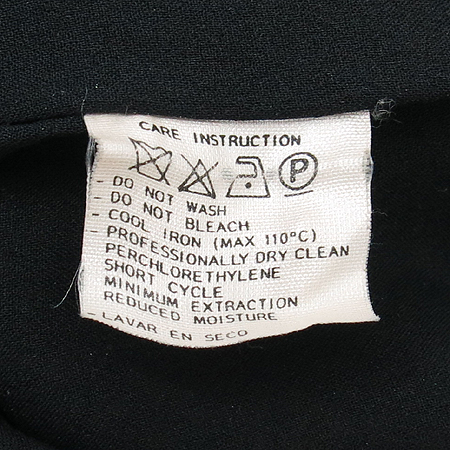 CARE INSTRUCTION
P
- DO NOT WASH
- DO NOT BLEACH
- COOL IRON (MAX 110°C)
- PROFESSIONALLY DRY CLEAN
PERCHLORETHYLENE
SHORT CYCLE
MINIMUM EXTRACTION
REDUCED MOISTURE
- LAVAR EN SECO